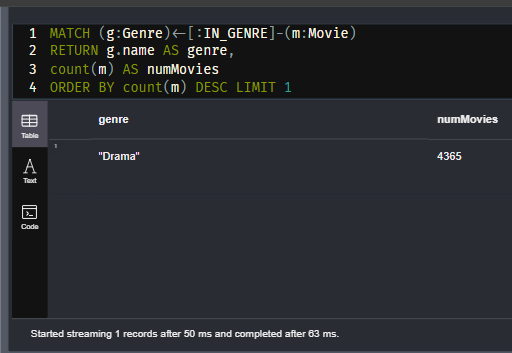 1 MATCH (g:Genre)<-[:IN_GENRE]-(m:Movie)
2 RETURN g.name AS genre,
3 count(m) AS numMovies
4 ORDER BY count(m) DESC LIMIT 1
genre numMovies
1 "Drama" 4365
Table
Text
Code
Started streaming 1 records after 50 ms and completed after 63 ms.